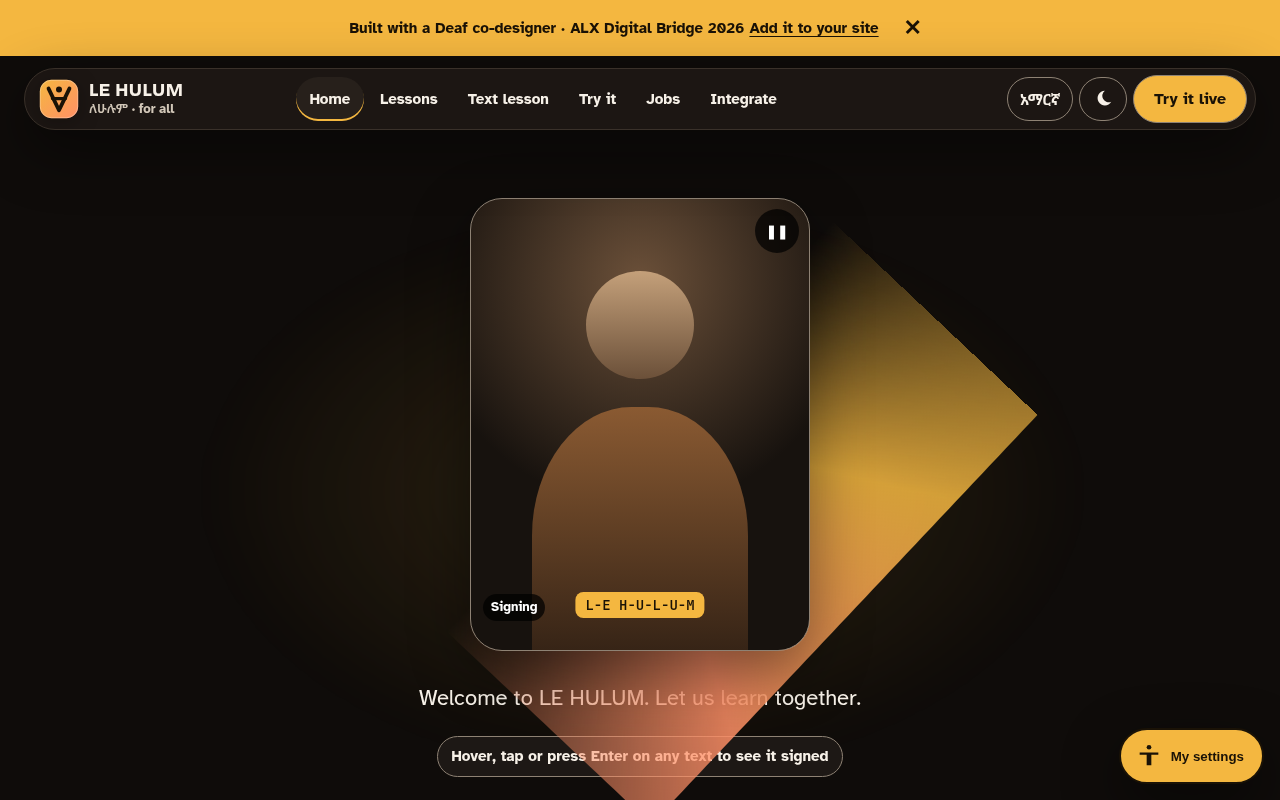 Built with a Deaf co-designer · ALX Digital Bridge 2026 Add it to your site ✕
LE HULUM
ለሁሉም · for all
Home Lessons Text lesson Try it Jobs Integrate
አማርኛ
Try it live
Signing
L-E H-U-L-U-M
Welcome to LE HULUM. Let us learn together.
Hover, tap or press Enter on any text to see it signed
My settings